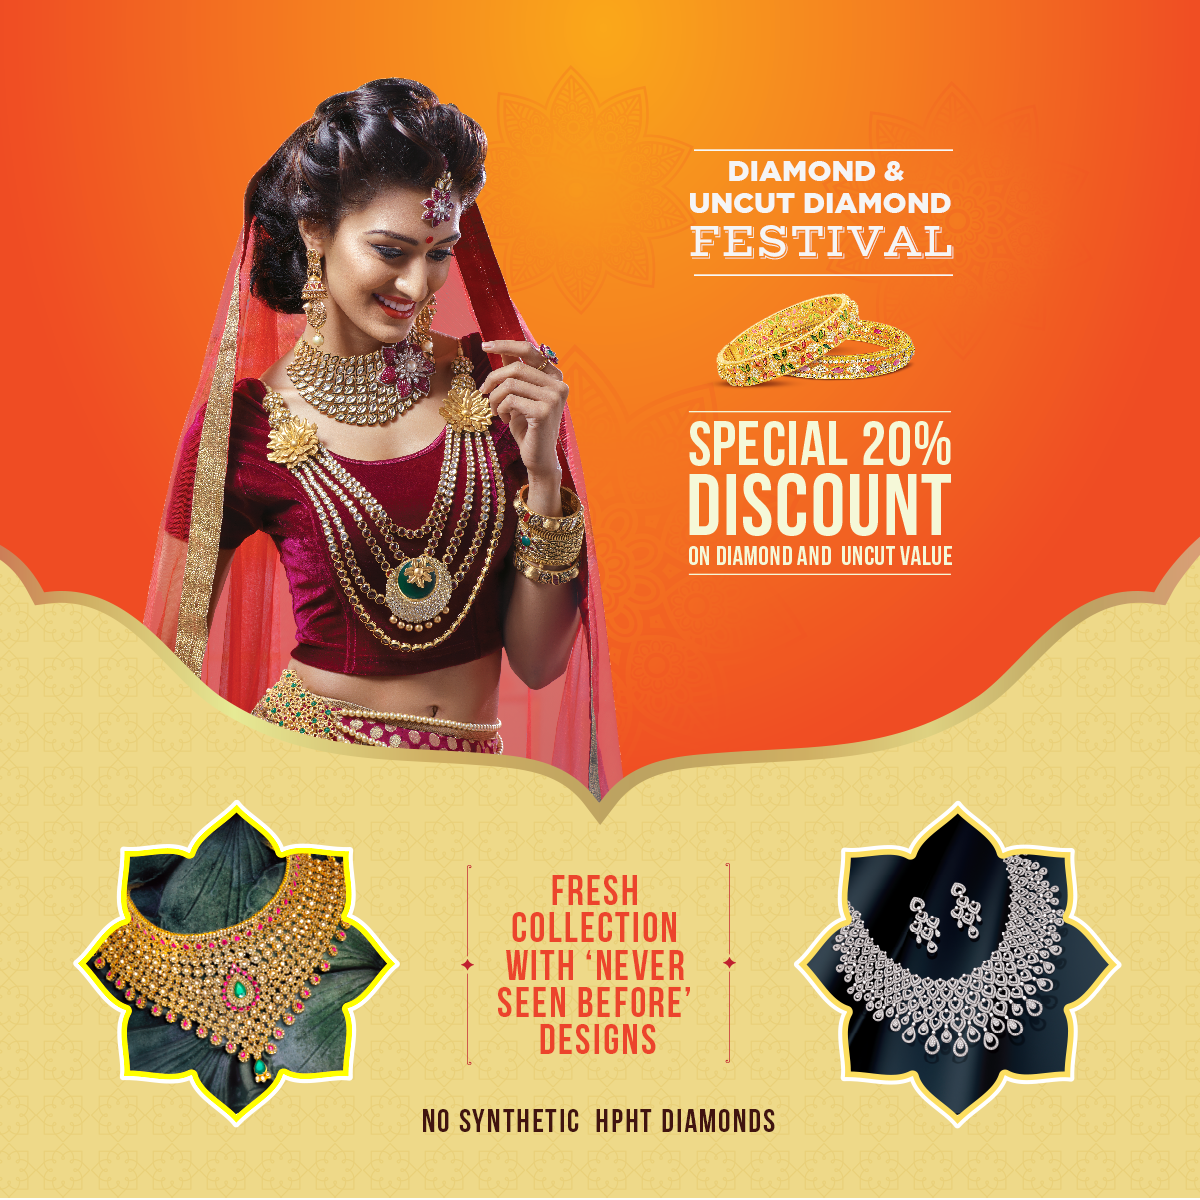 DIAMOND &
UNCUT DIAMOND
FESTIVAL
SPECIAL 20%
DISCOUNT
ON DIAMOND AND UNCUT VALUE
FRESH
COLLECTION
WITH ‘NEVER
SEEN BEFORE’
DESIGNS
NO SYNTHETIC HPHT DIAMONDS